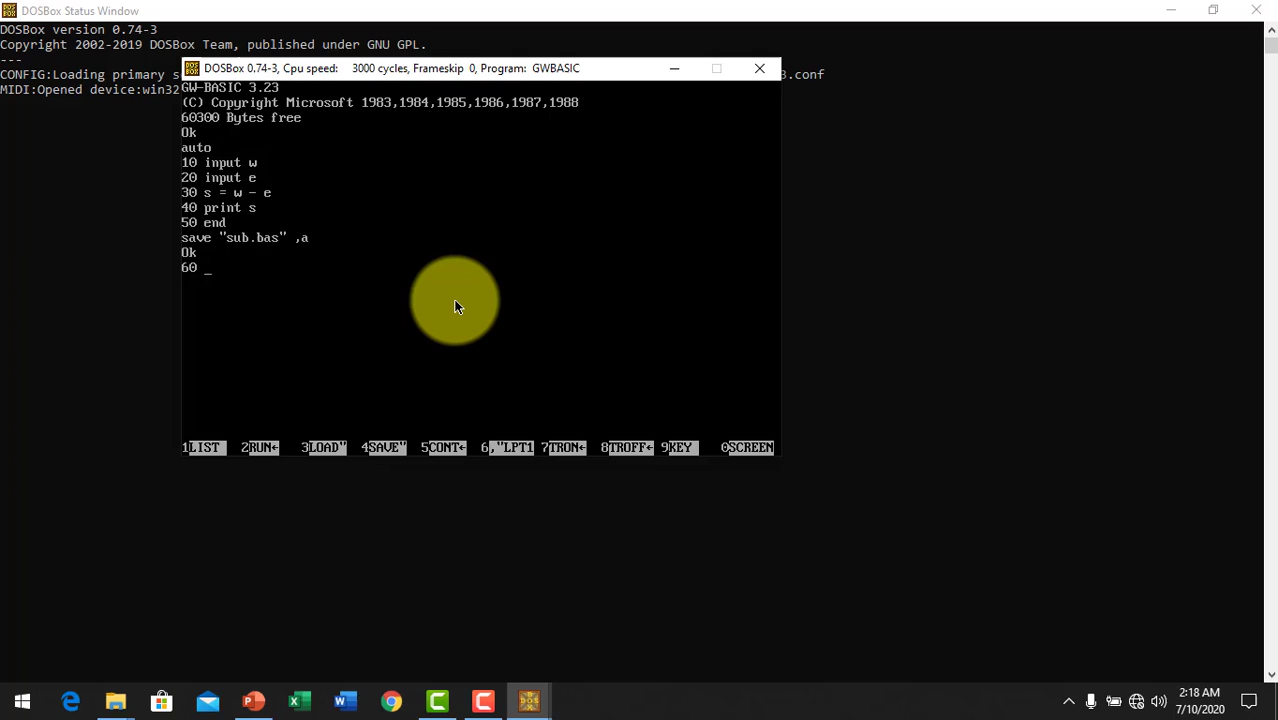 DOSBox Status Window
DOSBox version 0.74-3
Copyright 2002-2019 DOSBox Team, published under GNU GPL.
---
CONFIG:Loading primary s
3.conf
MIDI:Opened device:win32
DOSBox 0.74-3, Cpu speed: 3000 cycles, Frameskip 0, Program: GWBASIC
GW-BASIC 3.23
(C) Copyright Microsoft 1983,1984,1985,1986,1987,1988
60300 Bytes free
Ok
auto
10 input w
20 input e
30 s = w - e
40 print s
50 end
save "sub.bas" ,a
Ok
60 _
1LIST 2RUN← 3LOAD" 4SAVE" 5CONT← 6,"LPT1 7TRON← 8TROFF← 9KEY 0SCREEN
2:18 AM
7/10/2020